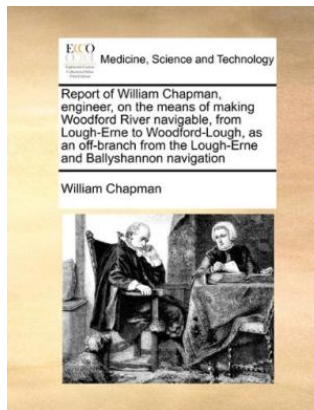 ECCO
Medicine, Science and Technology
Report of William Chapman,
engineer, on the means of making
Woodford River navigable, from
Lough-Erne to Woodford-Lough, as
an off-branch from the Lough-Erne
and Ballyshannon navigation
William Chapman